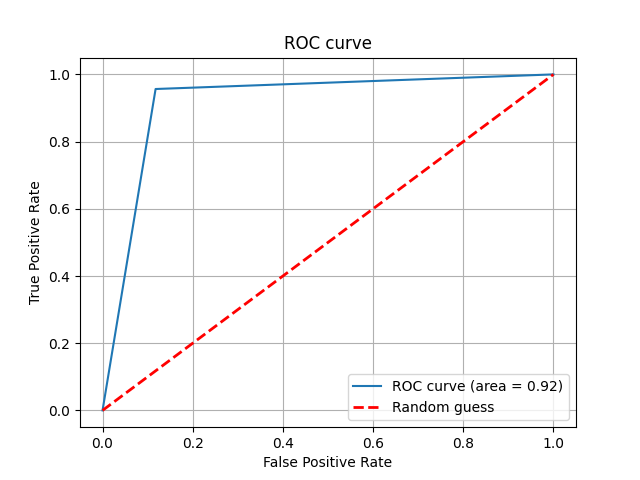 ROC curve
1.0
0.8
0.6
0.4
0.2
0.0
True Positive Rate
0.0 0.2 0.4 0.6 0.8 1.0
False Positive Rate
ROC curve (area = 0.92)
Random guess